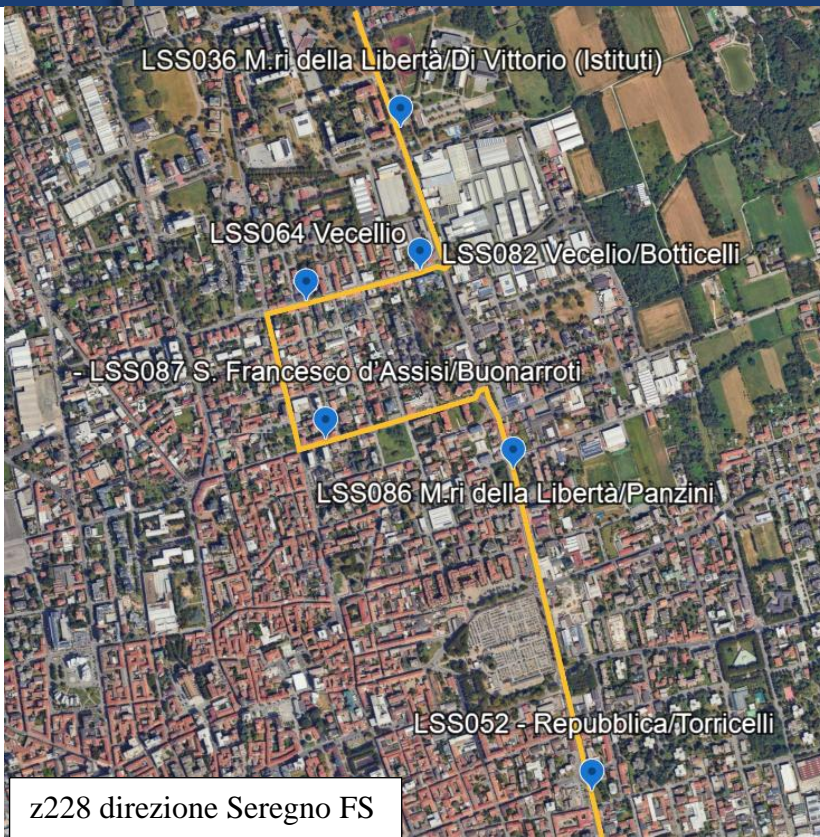 LSS036 M.ri della Libertà/Di Vittorio (Istituti)
LSS064 Vecellio
LSS082 Vecelio/Botticelli
- LSS087 S. Francesco d'Assisi/Buonarroti
LSS086 M.ri della Libertà/Panzini
LSS052 - Repubblica/Torricelli
z228 direzione Seregno FS